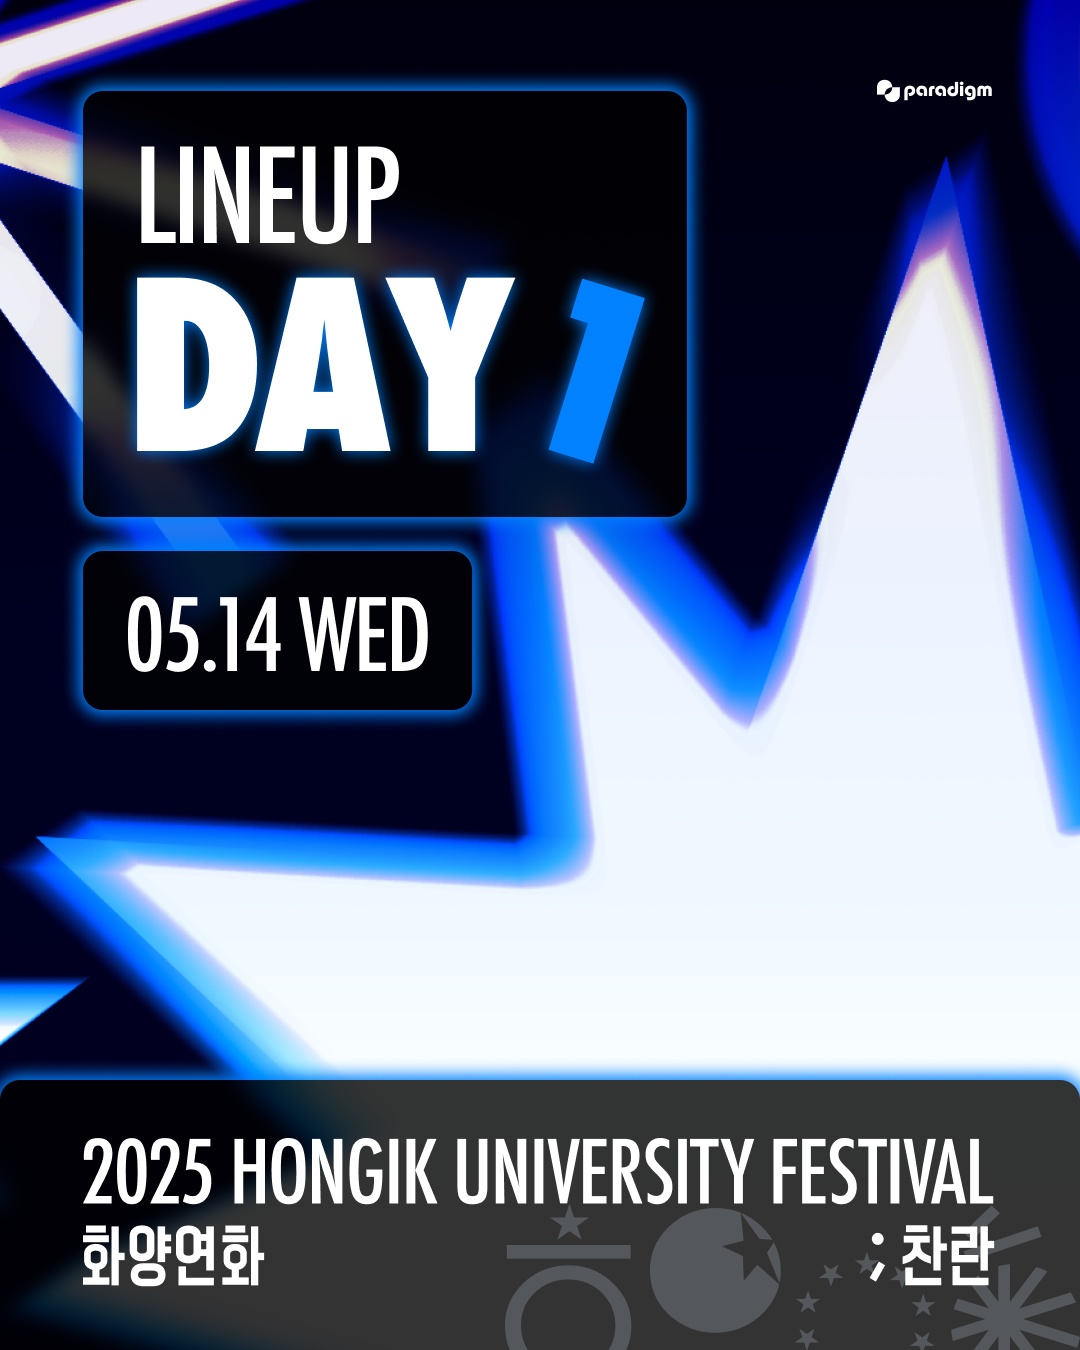 paradigm
LINEUP
DAY 1
05.14 WED
2025 HONGIK UNIVERSITY FESTIVAL
화양연화 ; 찬란